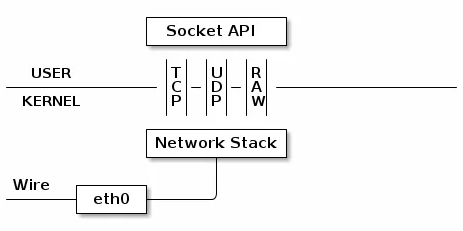 Socket API
USER
KERNEL
TCP
UDP
RAW
Network Stack
Wire
eth0